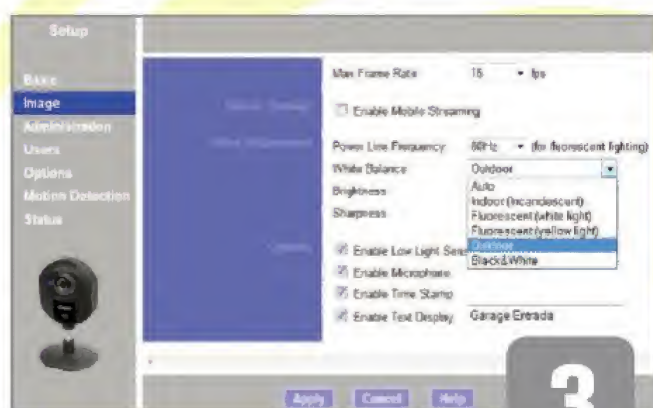 Setup
Basic
Image
Administration
Users
Options
Motion Detection
Status
Max Frame Rate 15 fps
Enable Mobile Streaming
Power Line Frequency 60Hz (for fluorescent lighting)
White Balance Outdoor
Auto
Indoor (Incandescent)
Fluorescent (white light)
Fluorescent (yellow light)
Outdoor
Black & White
Brightness
Sharpness
Options
Enable Low Light Sens
Enable Microphone
Enable Time Stamp
Enable Text Display Garage Entrada
Apply Cancel Help
3